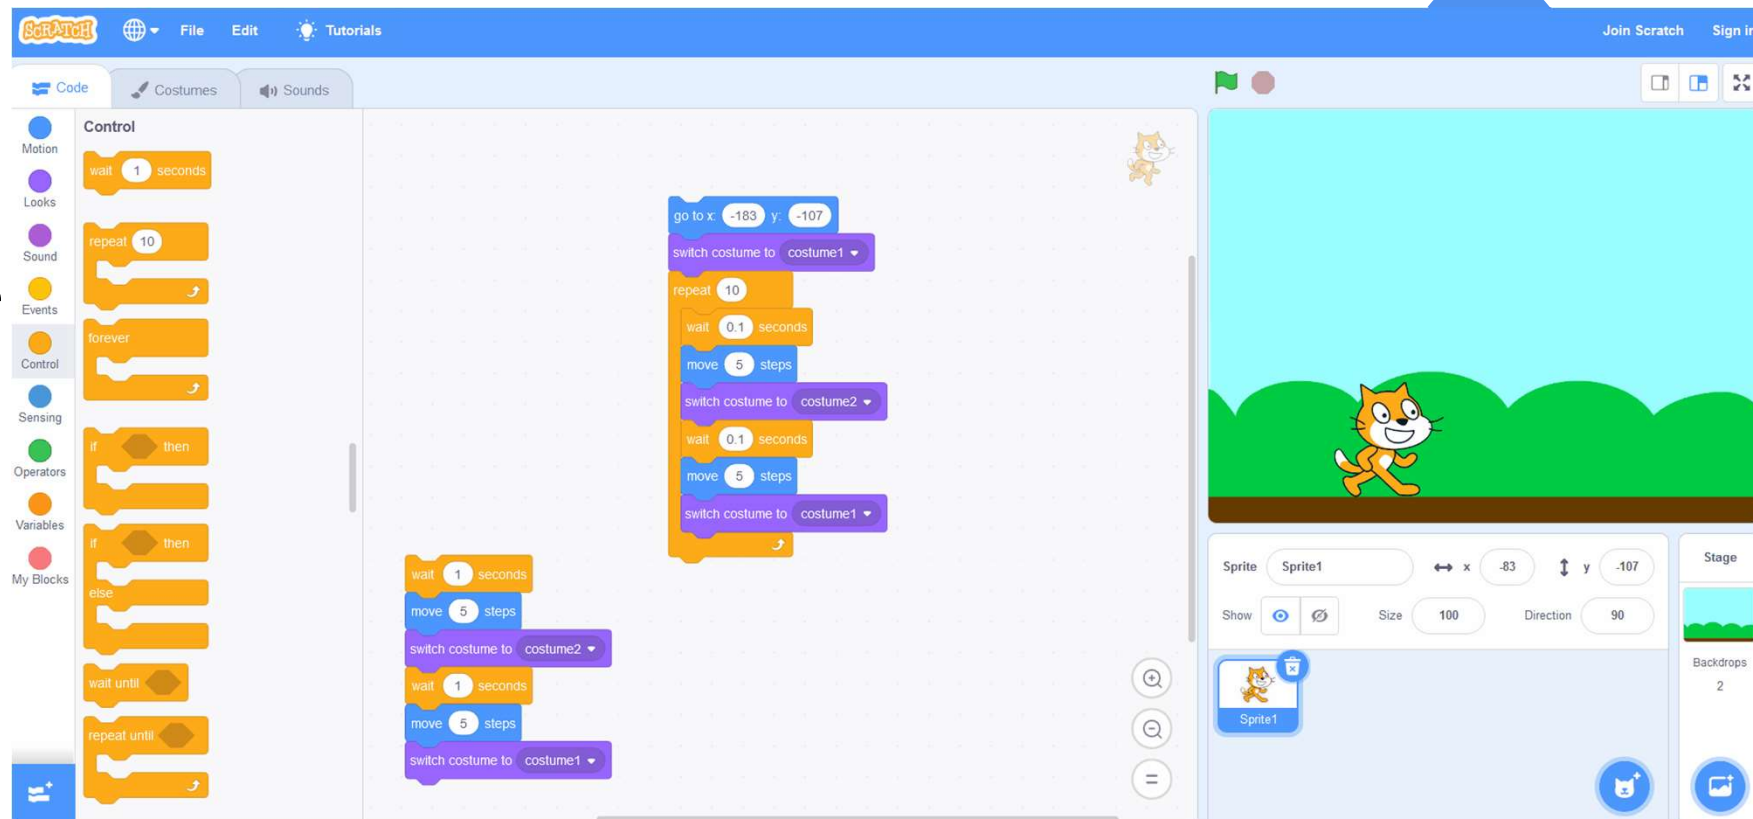 SCRATCH
File
Edit
Tutorials
Join Scratch
Sign in
Code
Costumes
Sounds
Motion
Looks
Sound
Events
Control
Sensing
Operators
Variables
My Blocks
Control
wait 1 seconds
repeat 10
forever
if then
if then
else
wait until
repeat until
go to x: -183 y: -107
switch costume to costume1
repeat 10
wait 0.1 seconds
move 5 steps
switch costume to costume2
wait 0.1 seconds
move 5 steps
switch costume to costume1
wait 1 seconds
move 5 steps
switch costume to costume2
wait 1 seconds
move 5 steps
switch costume to costume1
Sprite Sprite1 x -83 y -107
Show Size 100 Direction 90
Sprite1
Stage
Backdrops
2